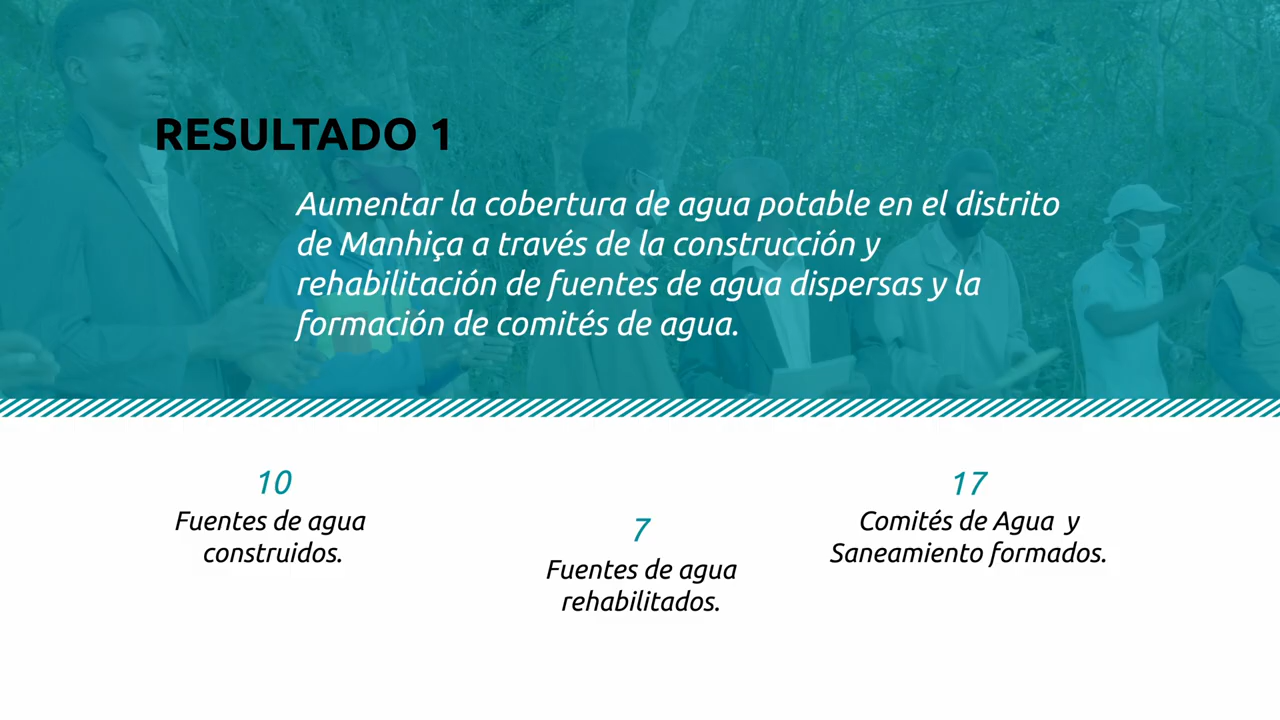 RESULTADO 1
Aumentar la cobertura de agua potable en el distrito
de Manhiça a través de la construcción y
rehabilitación de fuentes de agua dispersas y la
formación de comités de agua.
10
Fuentes de agua
construidos.
7
Fuentes de agua
rehabilitados.
17
Comités de Agua  y
Saneamiento formados.